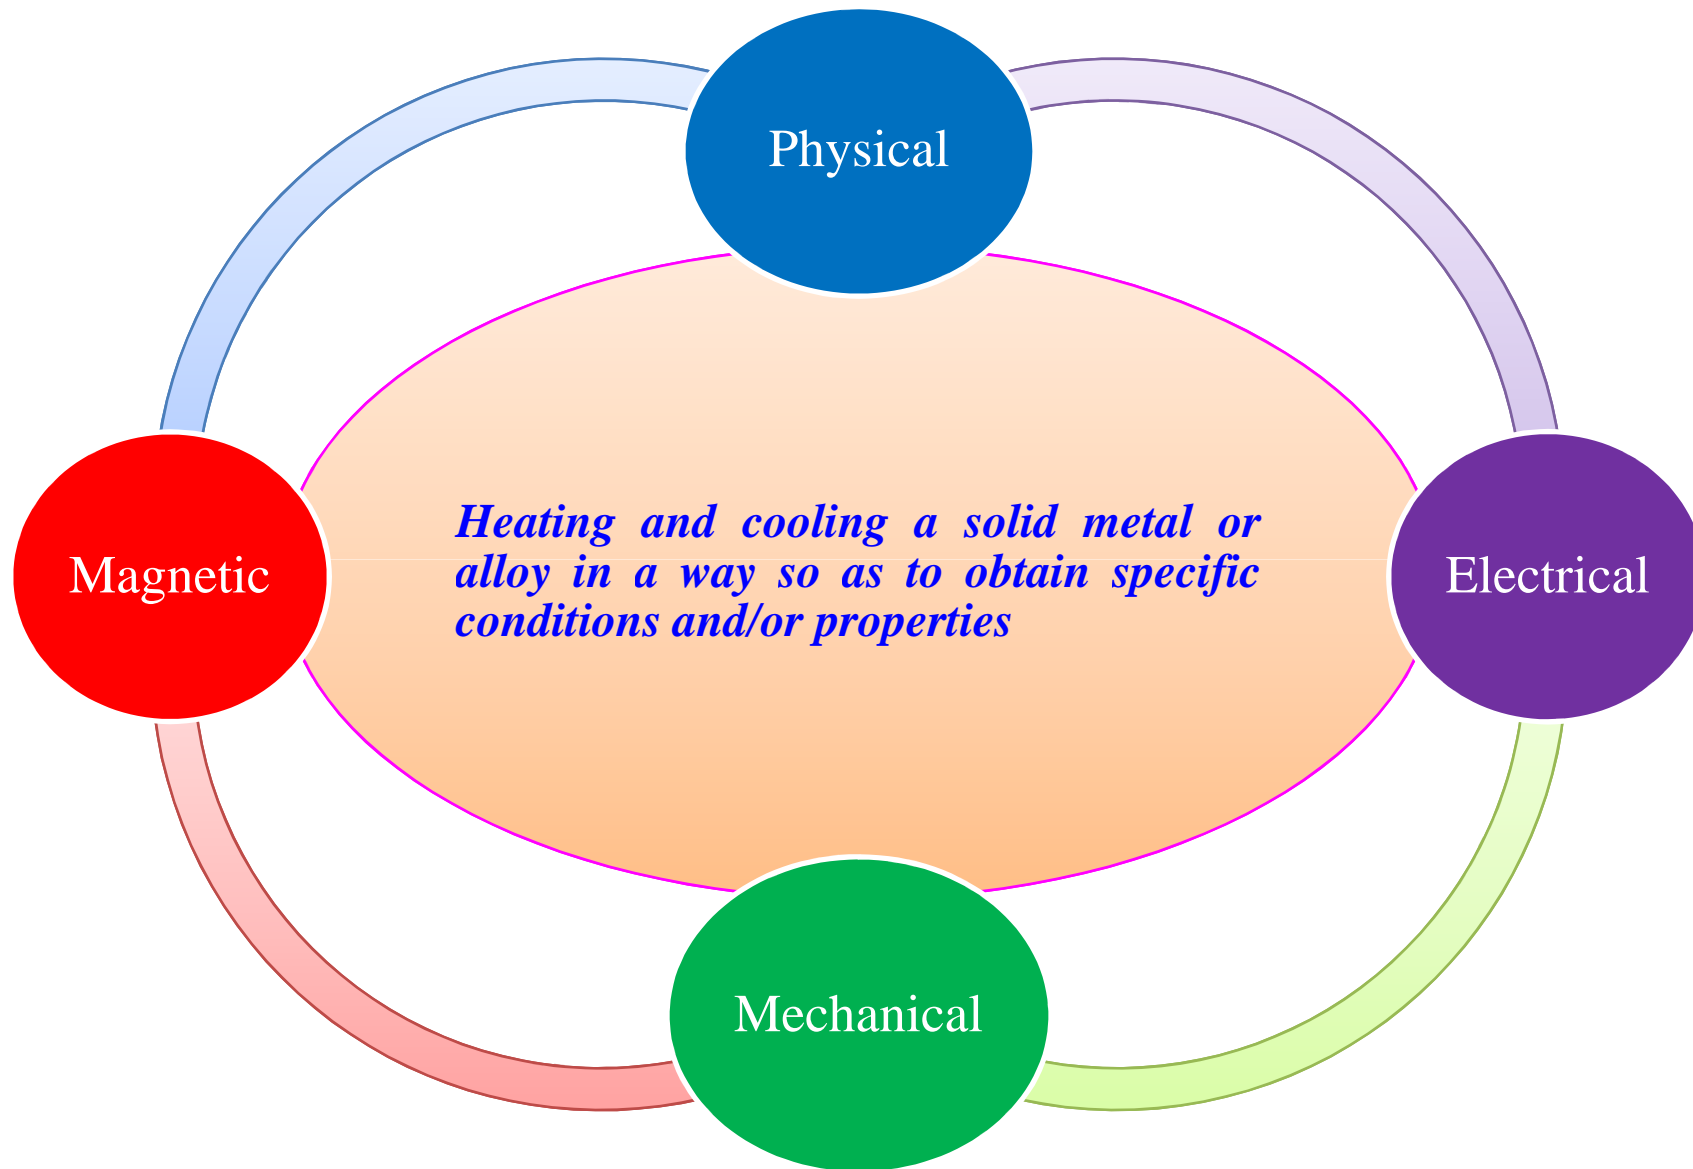 Physical
Magnetic
Heating and cooling a solid metal or
alloy in a way so as to obtain specific
conditions and/or properties
Electrical
Mechanical